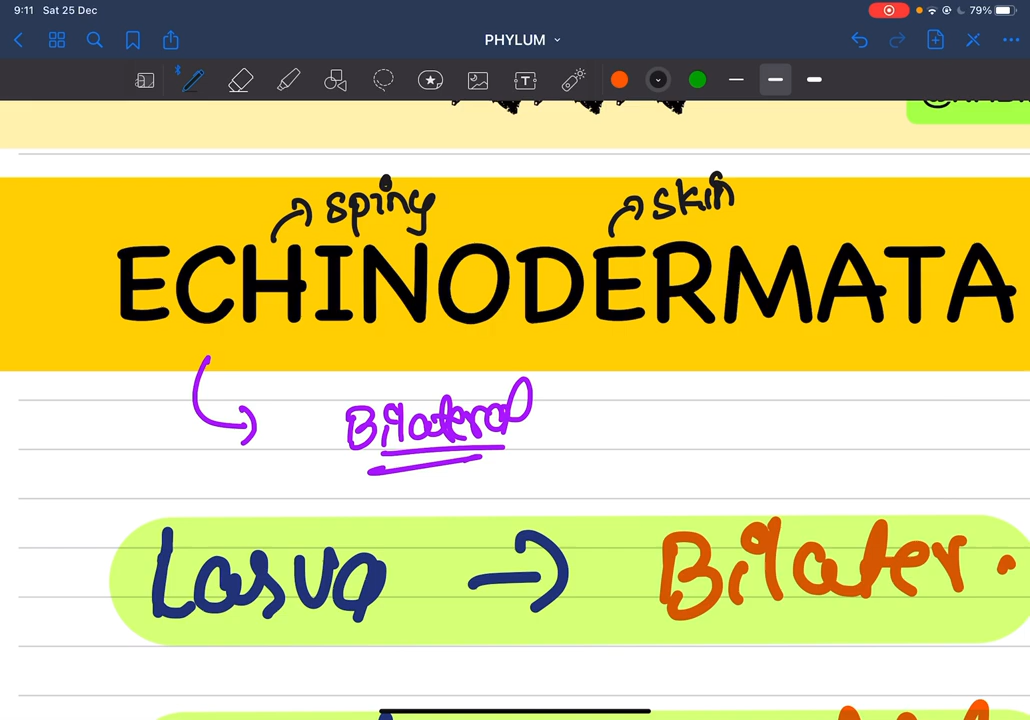 9:11 Sat 25 Dec 79%
PHYLUM
T
spiny skin
ECHINODERMATA
Bilateral
Larva → Bilater.